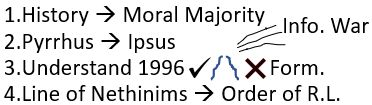 1.History → Moral Majority
Info. War
2.Pyrrhus → Ipsus
3.Understand 1996 ✓ ✗ Form.
4.Line of Nethinims → Order of R.L.